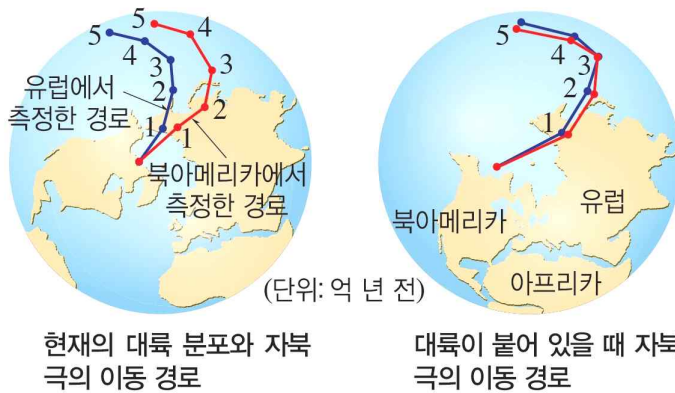 5
4
3
2
1
5
4
3
2
1
유럽에서
측정한 경로
북아메리카에서
측정한 경로
(단위: 억 년 전)
현재의 대륙 분포와 자북
극의 이동 경로
5
4
3
2
1
북아메리카
유럽
아프리카
대륙이 붙어 있을 때 자북
극의 이동 경로